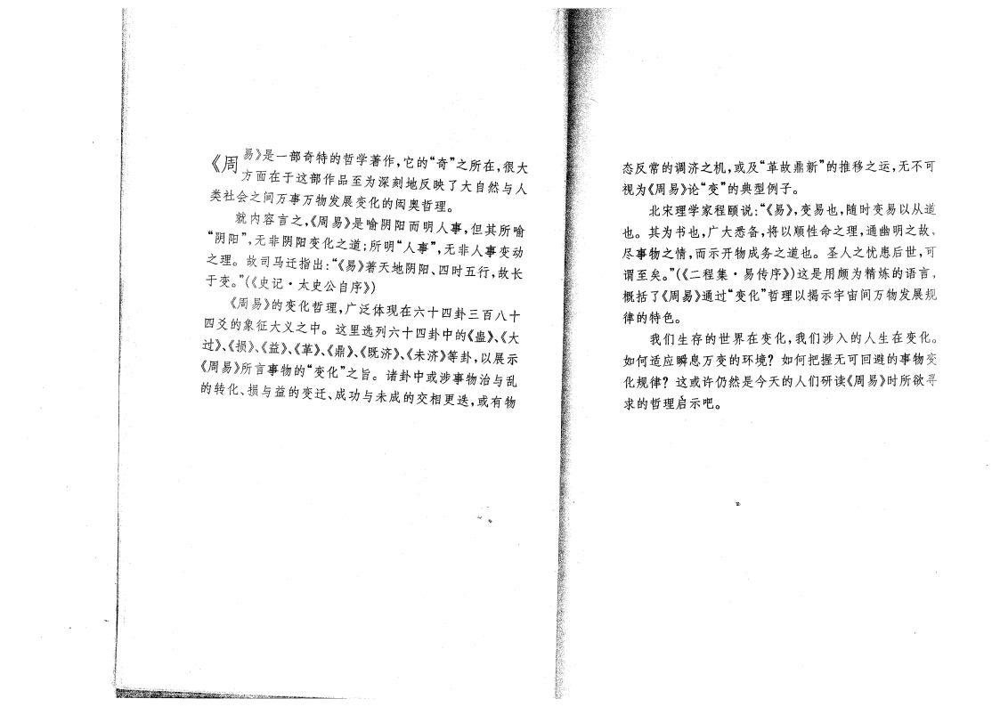 《周易》是一部奇特的哲学著作,它的“奇”之所在,很大
方面在于这部作品至为深刻地反映了大自然与人
类社会之间万事万物发展变化的闳奥哲理。
就内容言之,《周易》是喻阴阳而明人事,但其所喻
“阴阳”,无非阴阳变化之道;所明“人事”,无非人事变动
之理。故司马迁指出:“《易》著天地阴阳、四时五行,故长
于变。”(《史记·太史公自序》)
《周易》的变化哲理,广泛体现在六十四卦三百八十
四爻的象征大义之中。这里选列六十四卦中的《蛊》、《大
过》、《损》、《益》、《革》、《鼎》、《既济》、《未济》等卦,以展示
《周易》所言事物的“变化”之旨。诸卦中或涉事物治与乱
的转化、损与益的变迁、成功与未成的交相更迭,或有物
态反常的调济之机,或及“革故鼎新”的推移之运,无不可
视为《周易》论“变”的典型例子。
北宋理学家程颐说:“《易》,变易也,随时变易以从道
也。其为书也,广大悉备,将以顺性命之理,通幽明之故,
尽事物之情,而示开物成务之道也。圣人之忧患后世,可
谓至矣。”(《二程集·易传序》)这是用颇为精炼的语言,
概括了《周易》通过“变化”哲理以揭示宇宙间万物发展规
律的特色。
我们生存的世界在变化,我们涉入的人生在变化。
如何适应瞬息万变的环境?如何把握无可回避的事物变
化规律?这或许仍然是今天的人们研读《周易》时所欲寻
求的哲理启示吧。